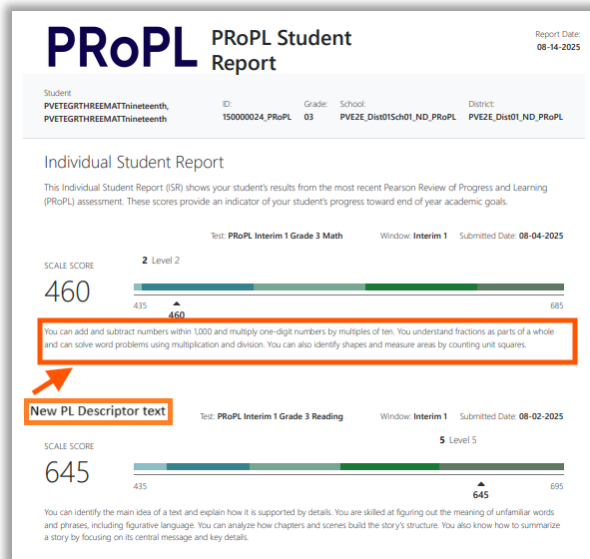 PRoPL
PRoPL Student
Report
Report Date:
08-14-2025
Student
PVETEGRTHREEMATTnineteenth,
PVETEGRTHREEMATTnineteenth
ID:
150000024_PRoPL
Grade:
03
School:
PVE2E_Dist01Sch01_ND_PRoPL
District:
PVE2E_Dist01_ND_PRoPL
Individual Student Report
This Individual Student Report (ISR) shows your student's results from the most recent Pearson Review of Progress and Learning
(PRoPL) assessment. These scores provide an indicator of your student's progress toward end of year academic goals.
Test: PRoPL Interim 1 Grade 3 Math Window: Interim 1 Submitted Date: 08-04-2025
SCALE SCORE
460
2 Level 2
435
460
685
You can add and subtract numbers within 1,000 and multiply one-digit numbers by multiples of ten. You understand fractions as parts of a whole
and can solve word problems using multiplication and division. You can also identify shapes and measure areas by counting unit squares.
New PL Descriptor text
Test: PRoPL Interim 1 Grade 3 Reading Window: Interim 1 Submitted Date: 08-02-2025
SCALE SCORE
645
5 Level 5
435
645
695
You can identify the main idea of a text and explain how it is supported by details. You are skilled at figuring out the meaning of unfamiliar words
and phrases, including figurative language. You can analyze how chapters and scenes build the story's structure. You also know how to summarize
a story by focusing on its central message and key details.